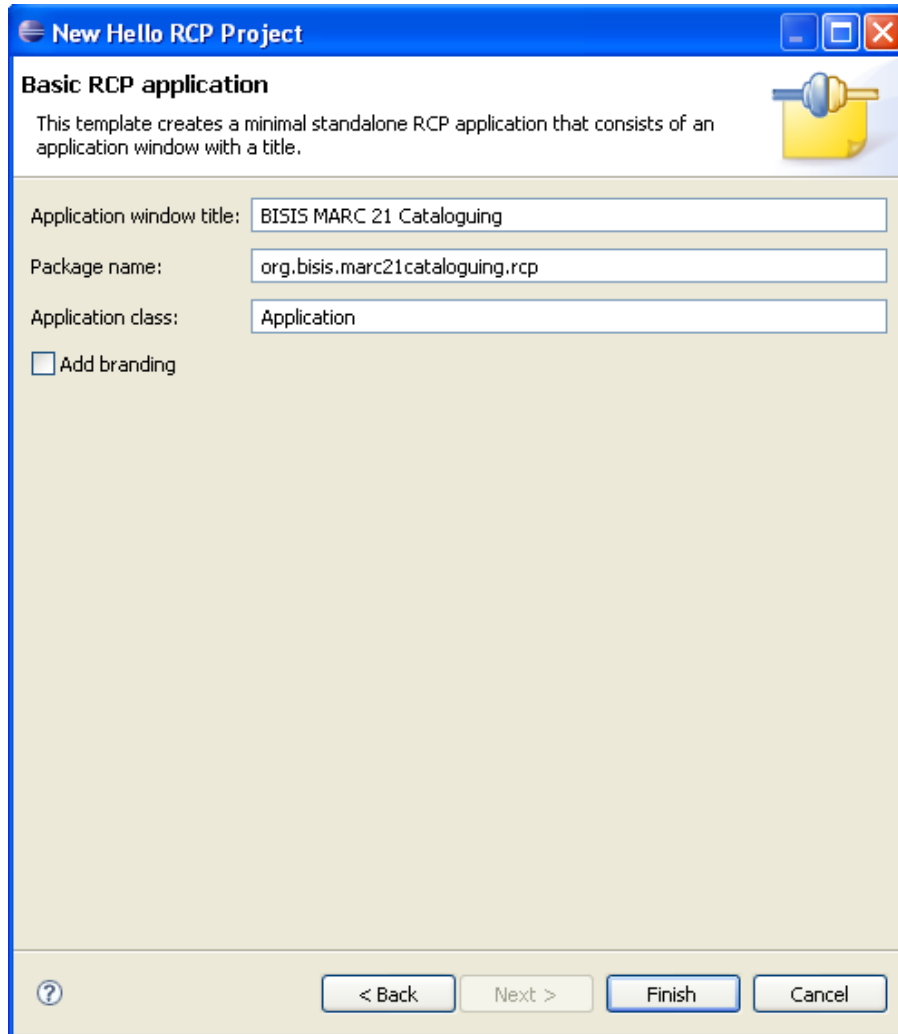 New Hello RCP Project
Basic RCP application
This template creates a minimal standalone RCP application that consists of an
application window with a title.
Application window title: BISIS MARC 21 Cataloguing
Package name: org.bisis.marc21cataloguing.rcp
Application class: Application
Add branding
? < Back Next > Finish Cancel